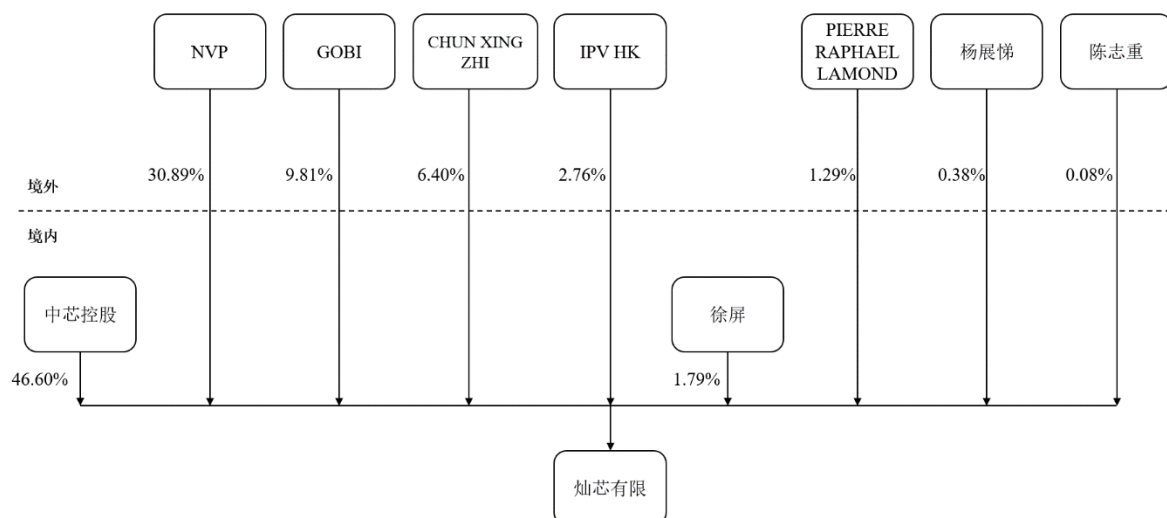 NVP
GOBI
CHUN XING
ZHI
IPV HK
PIERRE
RAPHAEL
LAMOND
杨展悌
陈志重
30.89%
9.81%
6.40%
2.76%
1.29%
0.38%
0.08%
境外
境内
中芯控股
徐屏
46.60%
1.79%
灿芯有限